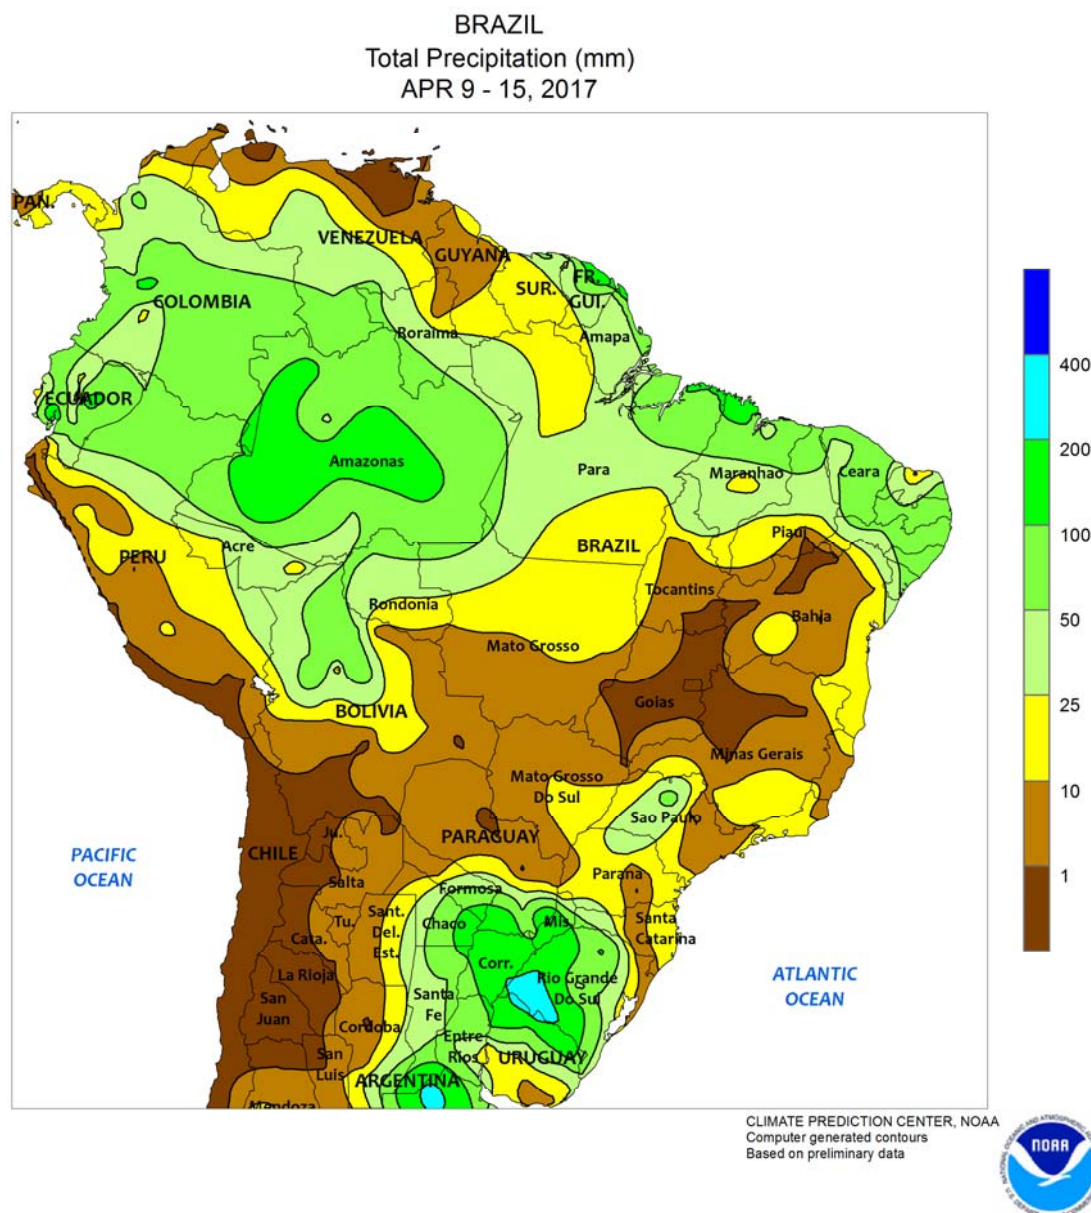 BRAZIL
Total Precipitation (mm)
APR 9 - 15, 2017
PAN.
VENEZUELA
GUYANA
COLOMBIA
SUR.
FR.
GUI.
Roraima
Amapa
ECUADOR
Amazonas
Para
Maranhao
Ceara
PERU
Acre
BRAZIL
Piaui
Rondonia
Tocantins
Bahia
Mato Grosso
BOLIVIA
Goias
Minas Gerais
Mato Grosso
Do Sul
Sao Paulo
PARAGUAY
Ju.
CHILE
PACIFIC
OCEAN
Salta
Parana
Formosa
Tu.
Sant.
Del.
Est.
Chaco
Mis.
Santa
Catarina
Cata.
La Rioja
Corr.
Rio Grande
Do Sul
ATLANTIC
OCEAN
San
Juan
Santa
Fe
Cordoba
Entre
Rios
URUGUAY
San
Luis
ARGENTINA
Mendoza
400
200
100
50
25
10
1
CLIMATE PREDICTION CENTER, NOAA
Computer generated contours
Based on preliminary data
NOAA